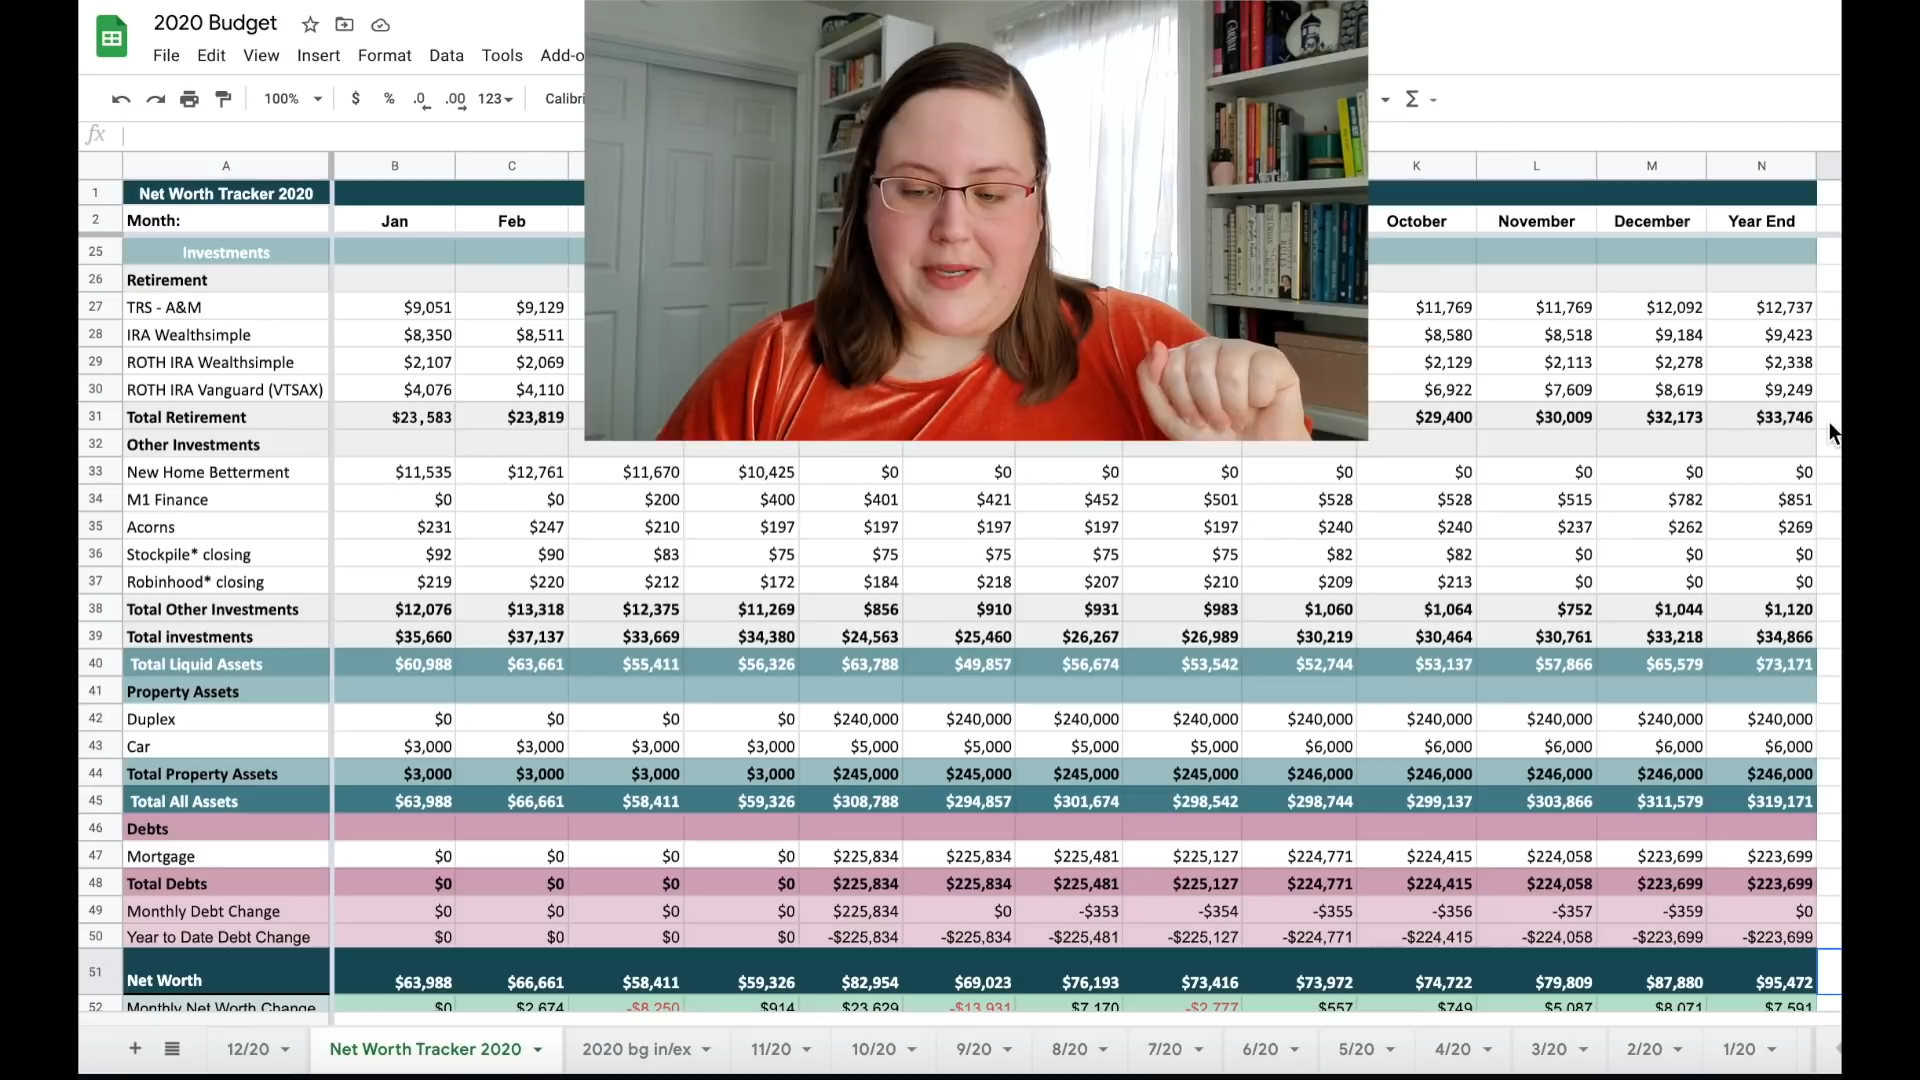 2020 Budget
File Edit View Insert Format Data Tools Add-o
100% $ % .0 .00 123 Calibri Σ
fx
A B C K L M N
1 Net Worth Tracker 2020
2 Month: Jan Feb October November December Year End
25 Investments
26 Retirement
27 TRS - A&M $9,051 $9,129 $11,769 $11,769 $12,092 $12,737
28 IRA Wealthsimple $8,350 $8,511 $8,580 $8,518 $9,184 $9,423
29 ROTH IRA Wealthsimple $2,107 $2,069 $2,129 $2,113 $2,278 $2,338
30 ROTH IRA Vanguard (VTSAX) $4,076 $4,110 $6,922 $7,609 $8,619 $9,249
31 Total Retirement $23,583 $23,819 $29,400 $30,009 $32,173 $33,746
32 Other Investments
33 New Home Betterment $11,535 $12,761 $11,670 $10,425 $0 $0 $0 $0 $0 $0 $0 $0 $0
34 M1 Finance $0 $0 $200 $400 $401 $421 $452 $501 $528 $528 $515 $782 $851
35 Acorns $231 $247 $210 $197 $197 $197 $197 $197 $240 $240 $237 $262 $269
36 Stockpile* closing $92 $90 $83 $75 $75 $75 $75 $75 $82 $82 $0 $0 $0
37 Robinhood* closing $219 $220 $212 $172 $184 $218 $207 $210 $209 $213 $0 $0 $0
38 Total Other Investments $12,076 $13,318 $12,375 $11,269 $856 $910 $931 $983 $1,060 $1,064 $752 $1,044 $1,120
39 Total investments $35,660 $37,137 $33,669 $34,380 $24,563 $25,460 $26,267 $26,989 $30,219 $30,464 $30,761 $33,218 $34,866
40 Total Liquid Assets $60,988 $63,661 $55,411 $56,326 $63,788 $49,857 $56,674 $53,542 $52,744 $53,137 $57,866 $65,579 $73,171
41 Property Assets
42 Duplex $0 $0 $0 $0 $240,000 $240,000 $240,000 $240,000 $240,000 $240,000 $240,000 $240,000 $240,000
43 Car $3,000 $3,000 $3,000 $3,000 $5,000 $5,000 $5,000 $5,000 $6,000 $6,000 $6,000 $6,000 $6,000
44 Total Property Assets $3,000 $3,000 $3,000 $3,000 $245,000 $245,000 $245,000 $245,000 $246,000 $246,000 $246,000 $246,000 $246,000
45 Total All Assets $63,988 $66,661 $58,411 $59,326 $308,788 $294,857 $301,674 $298,542 $298,744 $299,137 $303,866 $311,579 $319,171
46 Debts
47 Mortgage $0 $0 $0 $0 $225,834 $225,834 $225,481 $225,127 $224,771 $224,415 $224,058 $223,699 $223,699
48 Total Debts $0 $0 $0 $0 $225,834 $225,834 $225,481 $225,127 $224,771 $224,415 $224,058 $223,699 $223,699
49 Monthly Debt Change $0 $0 $0 $0 $225,834 $0 -$353 -$354 -$355 -$356 -$357 -$359 $0
50 Year to Date Debt Change $0 $0 $0 $0 -$225,834 -$225,834 -$225,481 -$225,127 -$224,771 -$224,415 -$224,058 -$223,699 -$223,699
51 Net Worth $63,988 $66,661 $58,411 $59,326 $82,954 $69,023 $76,193 $73,416 $73,972 $74,722 $79,809 $87,880 $95,472
52 Monthly Net Worth Change $0 $2,674 -$8,250 $914 $23,629 -$13,931 $7,170 -$2,777 $557 $749 $5,087 $8,071 $7,591
+ 12/20 Net Worth Tracker 2020 2020 bg in/ex 11/20 10/20 9/20 8/20 7/20 6/20 5/20 4/20 3/20 2/20 1/20